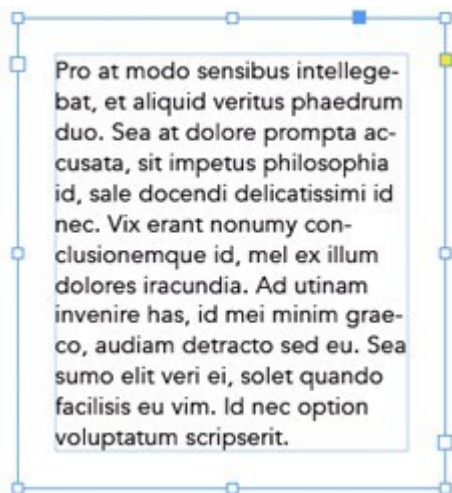 Pro at modo sensibus intellege-
bat, et aliquid veritus phaedrum
duo. Sea at dolore prompta ac-
cusata, sit impetus philosophia
id, sale docendi delicatissimi id
nec. Vix erant nonumy con-
clusionemque id, mel ex illum
dolores iracundia. Ad utinam
invenire has, id mei minim grae-
co, audiam detracto sed eu. Sea
sumo elit veri ei, solet quando
facilisis eu vim. Id nec option
voluptatum scripserit.